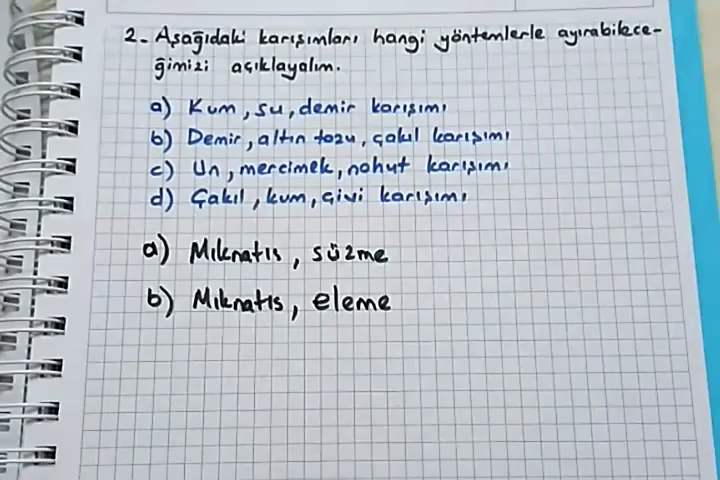 2- Aşağıdaki karışımları hangi yöntemlerle ayırabilece-
ğimizi açıklayalım.
a) Kum, su, demir karışımı
b) Demir, altın tozu, çakıl karışımı
c) Un, mercimek, nohut karışımı
d) Çakıl, kum, çivi karışımı
a) Mıknatıs, süzme
b) Mıknatıs, eleme